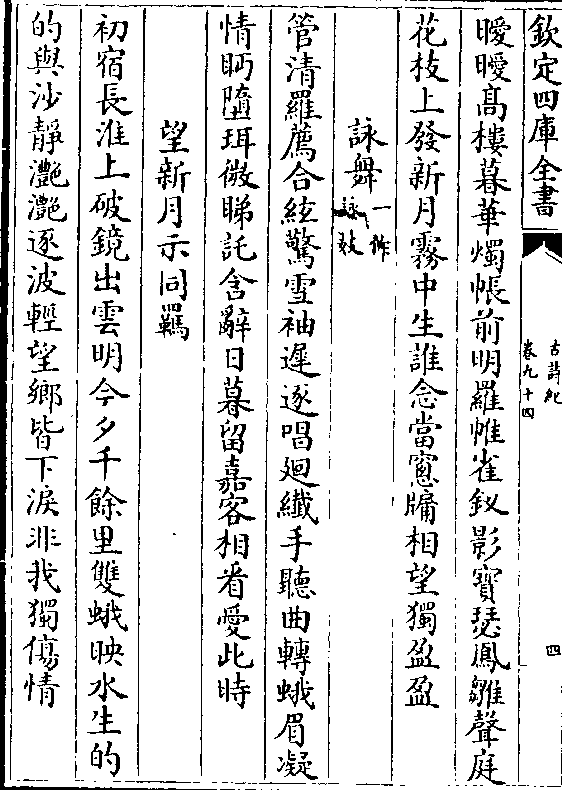 欽定四庫全書
古詩紀
卷九十四
四
曖曖髙樓暮華燭帳前明羅帷雀釵影寶瑟鳳雛聲庭
花枝上發新月霧中生誰念當窻牖相望獨盈盈
詠舞一作詠妓
管清羅薦合絃驚雪袖遲逐唱廻纎手聽曲轉蛾眉凝
情眄墮珥微睇託含辭日暮留嘉客相看愛此時
望新月示同羈
初宿長淮上破鏡出雲明今夕千餘里雙蛾映水生的
的與沙靜灔灔逐波輕望鄉皆下淚非我獨傷情